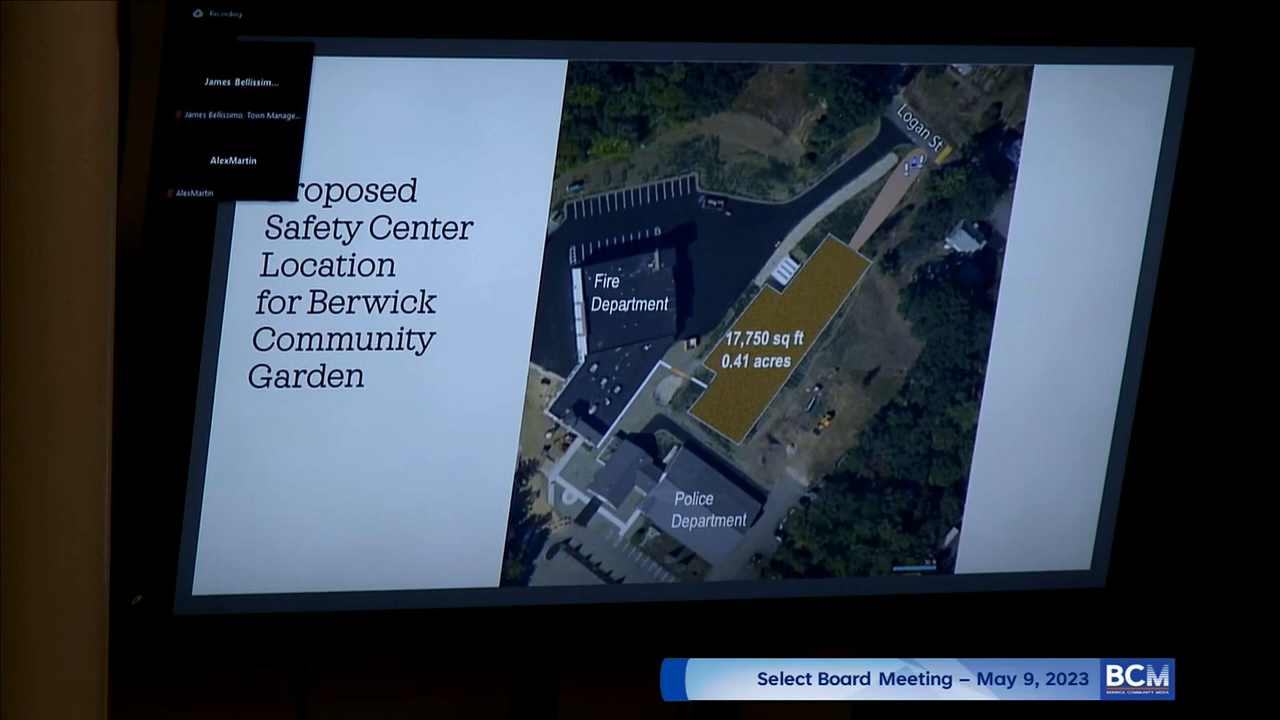 Recording
James Bellissim...
James Bellissimo, Town Manage...
AlexMartin
AlexMartin
roposed
Safety Center
Location
for Berwick
Community
Garden
Logan St
Fire
Department
17,750 sq ft
0.41 acres
Police
Department
Select Board Meeting – May 9, 2023
BCM
BERWICK COMMUNITY MEDIA